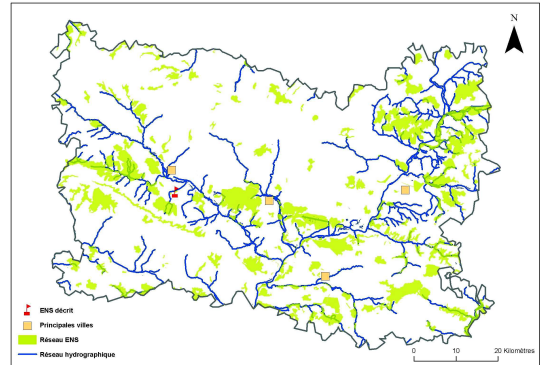 N
ENS décrit
Principales villes
Réseau ENS
Réseau hydrographique
0 10 20 Kilomètres